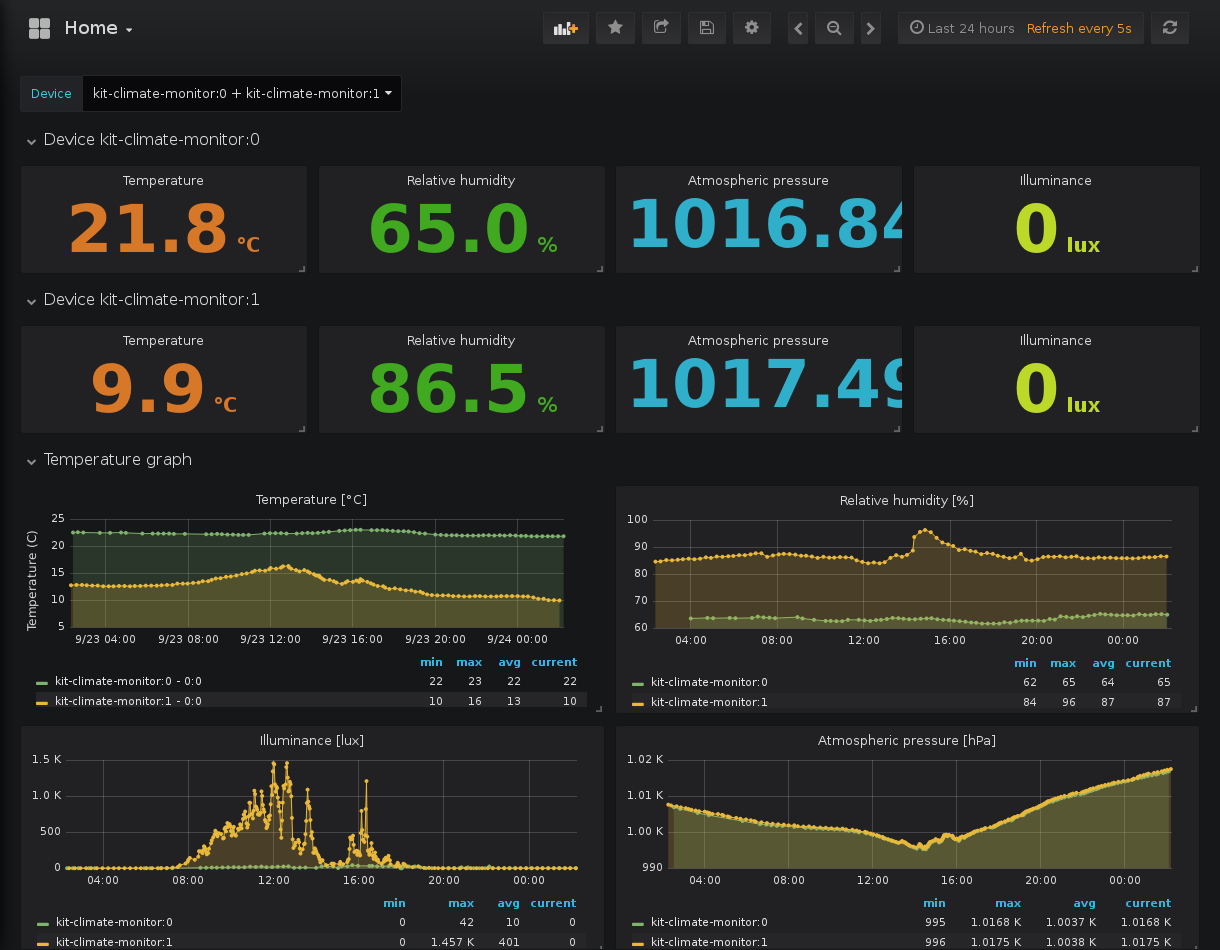 Home
Last 24 hours Refresh every 5s
Device kit-climate-monitor:0 + kit-climate-monitor:1
Device kit-climate-monitor:0
Temperature Relative humidity Atmospheric pressure Illuminance
21.8 °C 65.0 % 1016.84 0 lux
Device kit-climate-monitor:1
Temperature Relative humidity Atmospheric pressure Illuminance
9.9 °C 86.5 % 1017.49 0 lux
Temperature graph
Temperature [°C]
Temperature (C)
25
20
15
10
5
9/23 04:00 9/23 08:00 9/23 12:00 9/23 16:00 9/23 20:00 9/24 00:00
min max avg current
kit-climate-monitor:0 - 0:0 22 23 22 22
kit-climate-monitor:1 - 0:0 10 16 13 10
Relative humidity [%]
100
90
80
70
60
04:00 08:00 12:00 16:00 20:00 00:00
min max avg current
kit-climate-monitor:0 62 65 64 65
kit-climate-monitor:1 84 96 87 87
Illuminance [lux]
1.5 K
1.0 K
500
0
04:00 08:00 12:00 16:00 20:00 00:00
min max avg current
kit-climate-monitor:0 0 42 10 0
kit-climate-monitor:1 0 1.457 K 401 0
Atmospheric pressure [hPa]
1.02 K
1.01 K
1.00 K
990
04:00 08:00 12:00 16:00 20:00 00:00
min max avg current
kit-climate-monitor:0 995 1.0168 K 1.0037 K 1.0168 K
kit-climate-monitor:1 996 1.0175 K 1.0038 K 1.0175 K